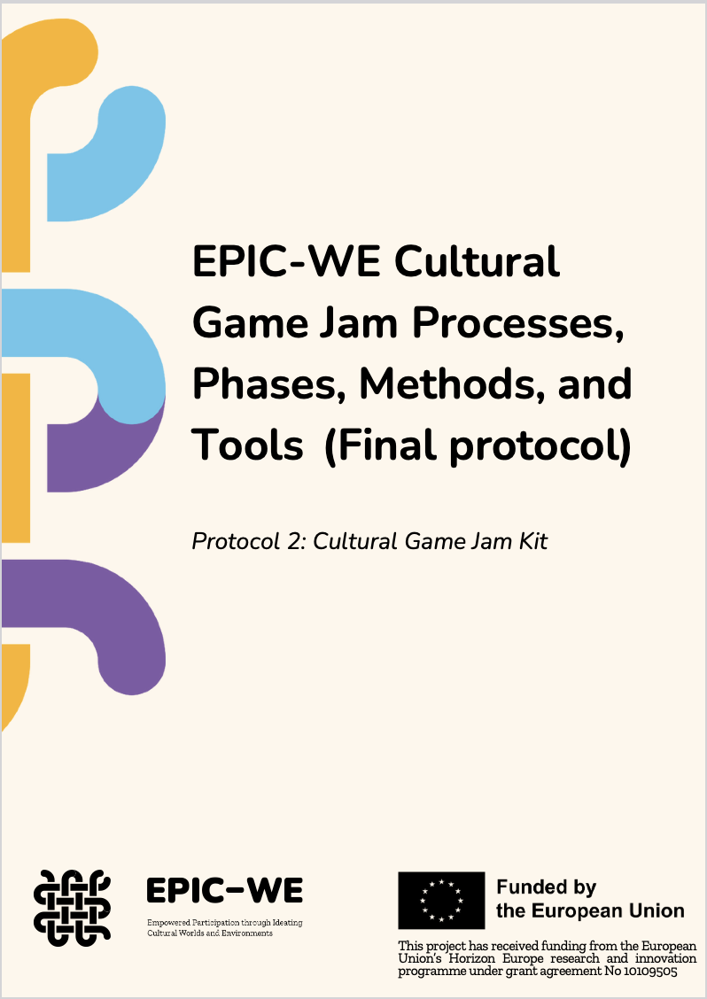 EPIC-WE Cultural
Game Jam Processes,
Phases, Methods, and
Tools (Final protocol)
Protocol 2: Cultural Game Jam Kit
EPIC-WE
Empowered Participation through Ideating
Cultural Worlds and Environments
Funded by
the European Union
This project has received funding from the European
Union's Horizon Europe research and innovation
programme under grant agreement No 10109505